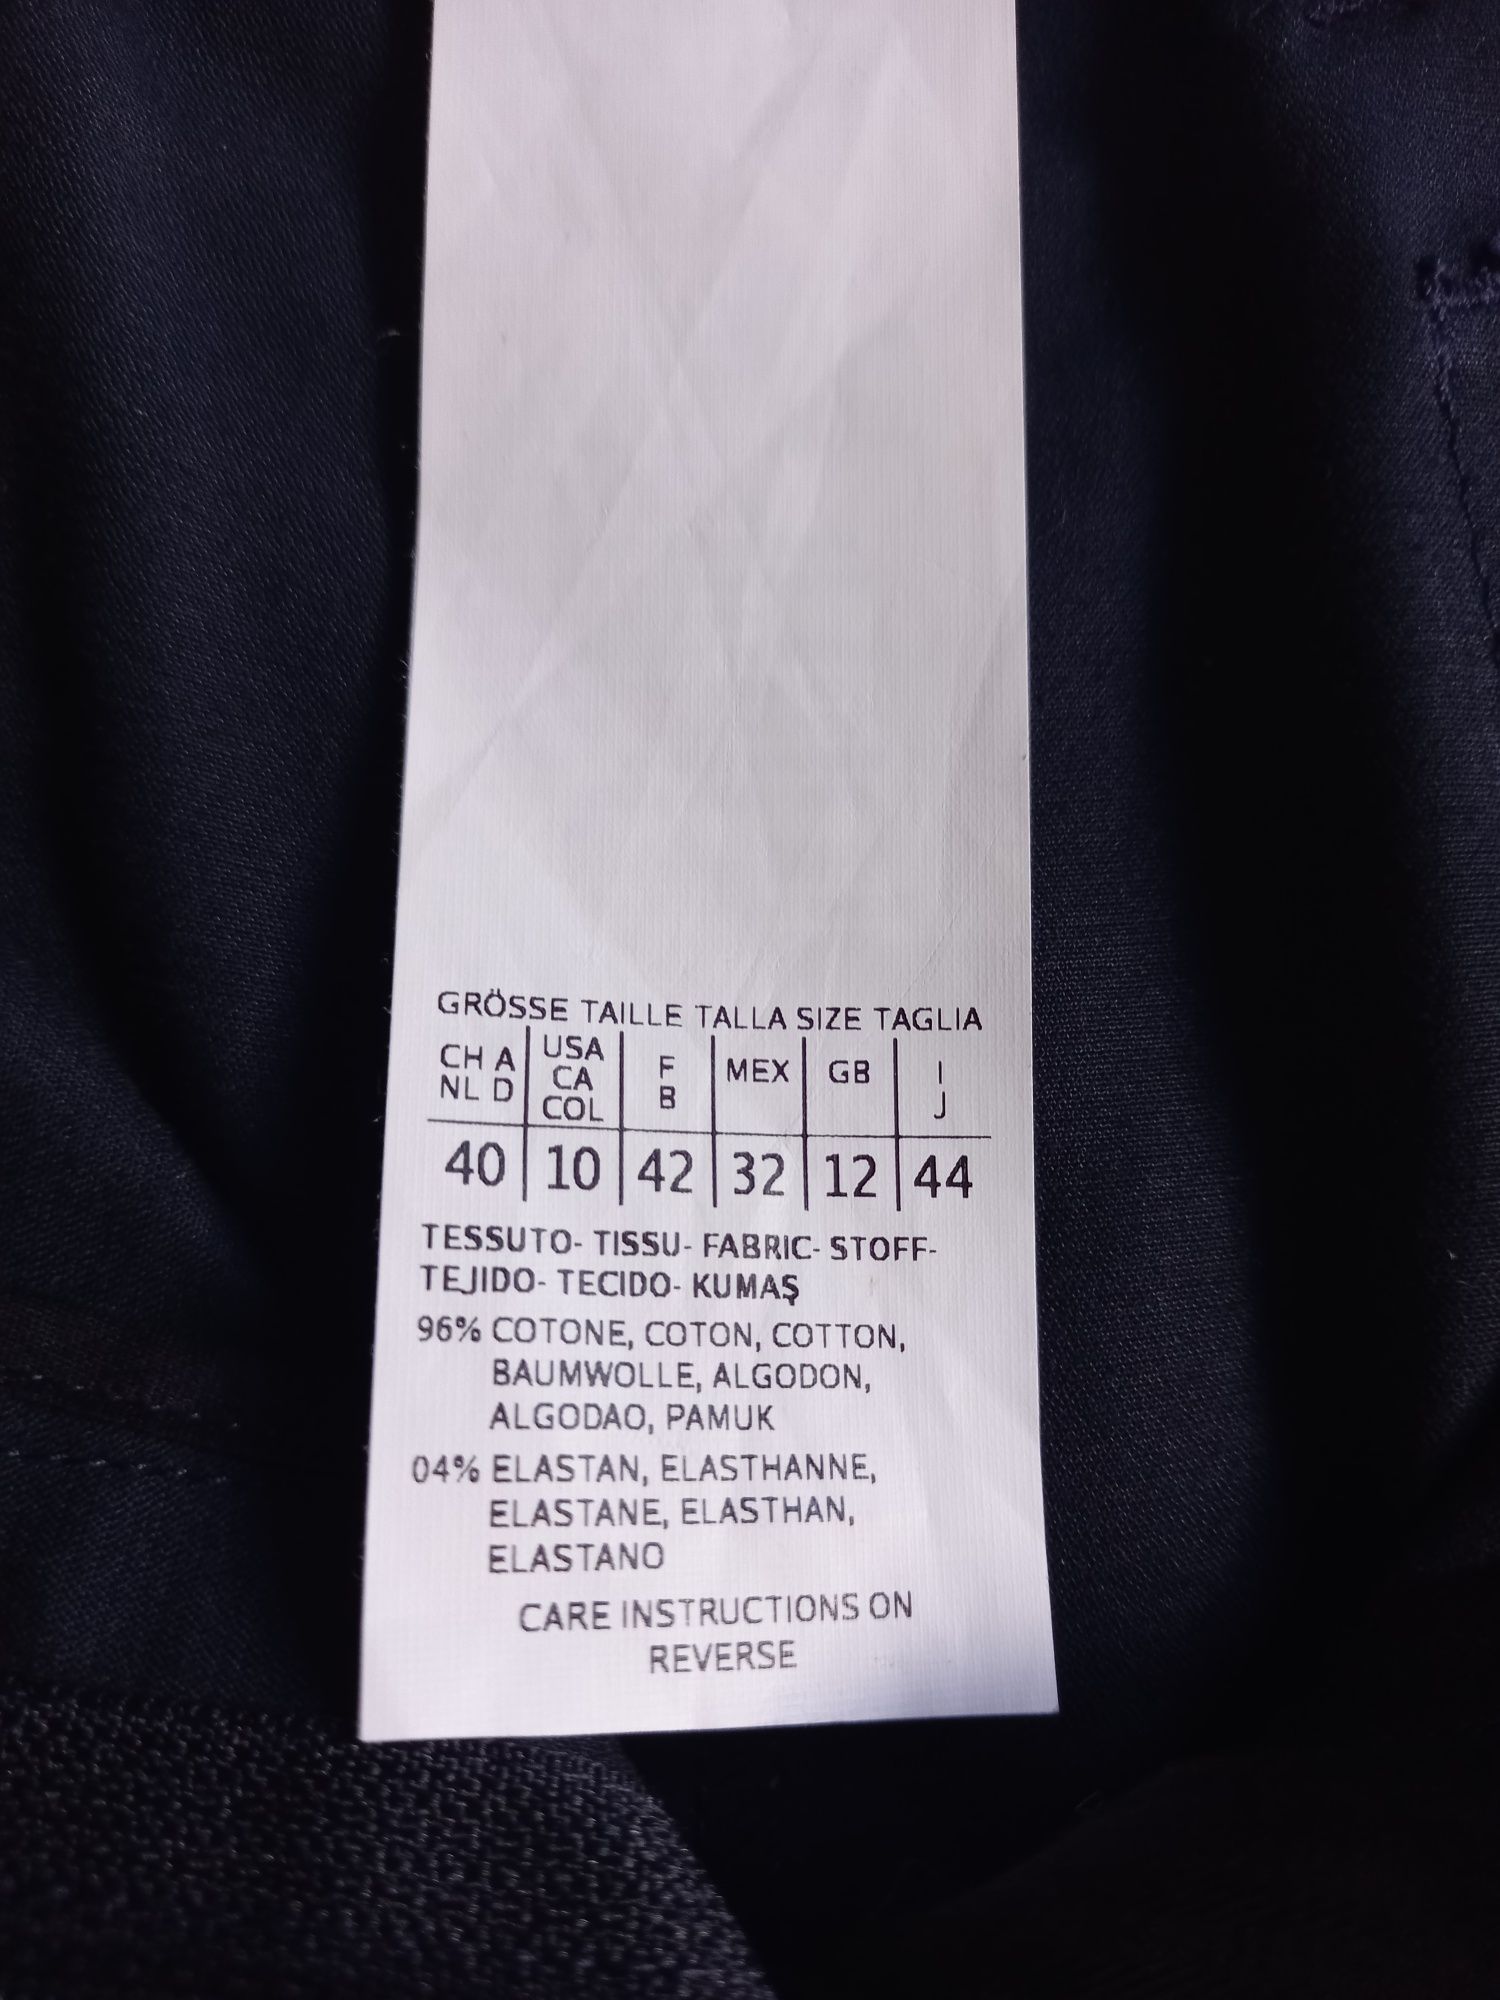 GRÖSSE TAILLE TALLA SIZE TAGLIA
CH A NL D | USA CA COL | F B | MEX | GB | I J
40 | 10 | 42 | 32 | 12 | 44
TESSUTO- TISSU- FABRIC- STOFF-
TEJIDO- TECIDO- KUMAŞ
96% COTONE, COTON, COTTON,
BAUMWOLLE, ALGODON,
ALGODAO, PAMUK
04% ELASTAN, ELASTHANNE,
ELASTANE, ELASTHAN,
ELASTANO
CARE INSTRUCTIONS ON
REVERSE